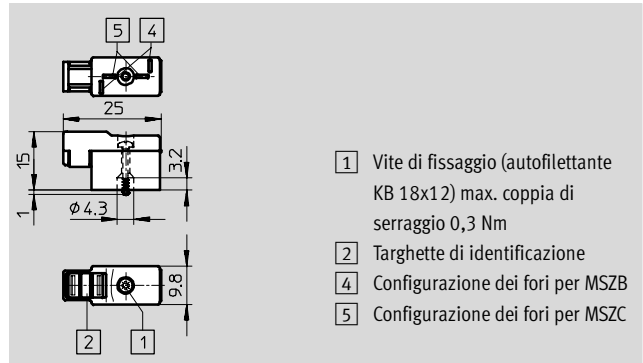 5 4
25
15
3.2
1
ø4.3
9.8
2 1
1 Vite di fissaggio (autofilettante
KB 18x12) max. coppia di
serraggio 0,3 Nm
2 Targhette di identificazione
4 Configurazione dei fori per MSZB
5 Configurazione dei fori per MSZC